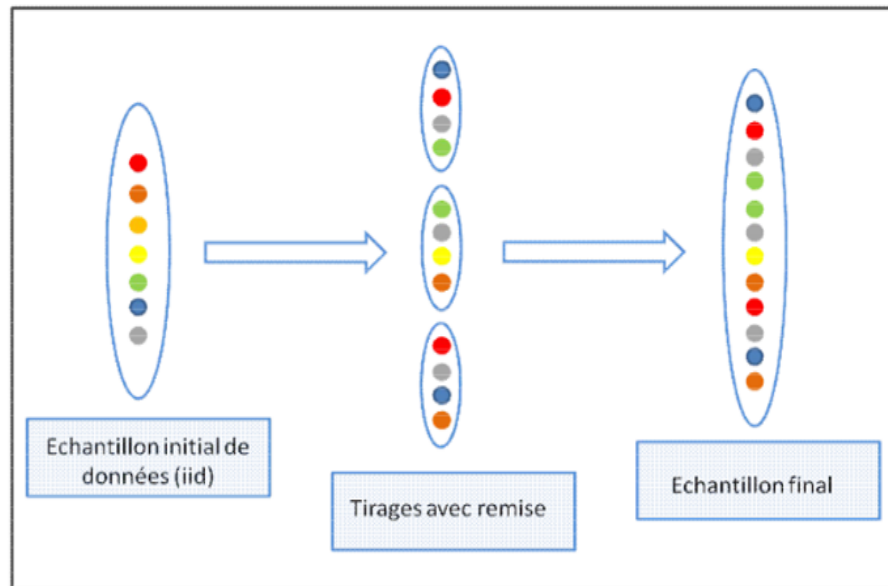 Echantillon initial de
données (iid)
Tirages avec remise
Echantillon final